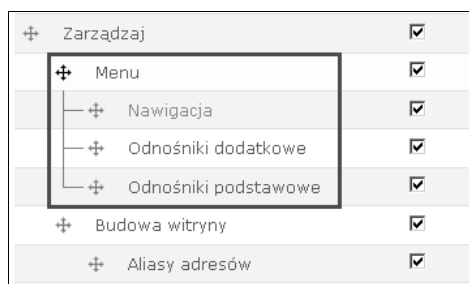 Zarządzaj
Menu
Nawigacja
Odnośniki dodatkowe
Odnośniki podstawowe
Budowa witryny
Aliasy adresów